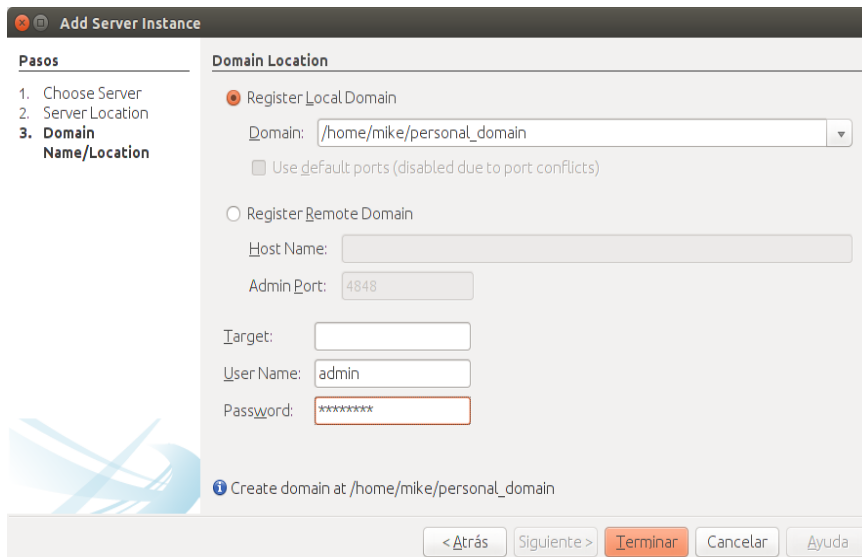 Add Server Instance
Pasos
1. Choose Server
2. Server Location
3. Domain
Name/Location
Domain Location
Register Local Domain
Domain: /home/mike/personal_domain
Use default ports (disabled due to port conflicts)
Register Remote Domain
Host Name:
Admin Port: 4848
Target:
User Name: admin
Password: ********
Create domain at /home/mike/personal_domain
< Atrás Siguiente > Terminar Cancelar Ayuda